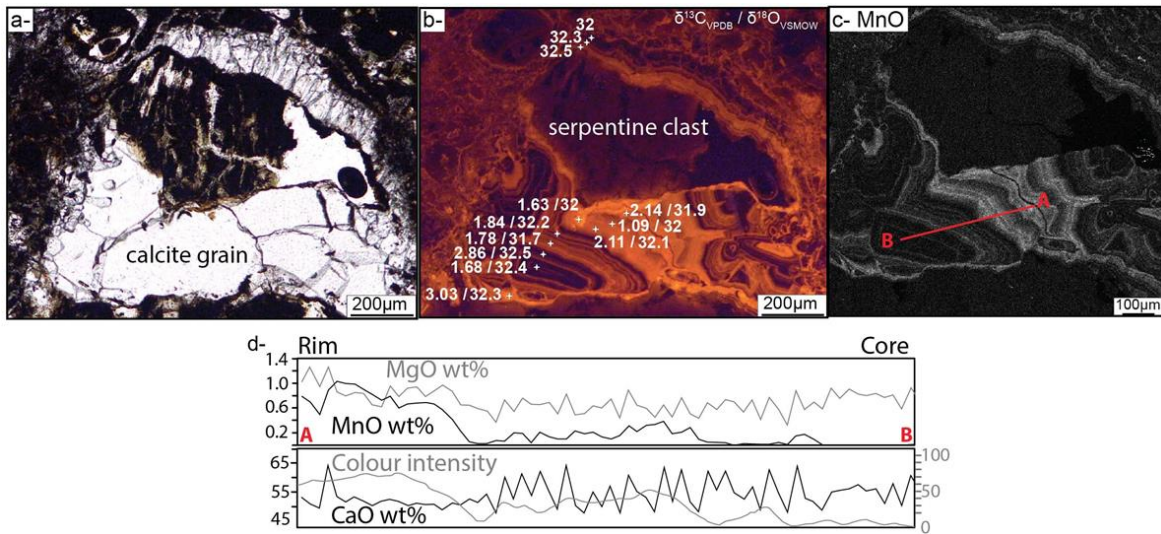 a-
calcite grain
200µm
b-
δ13CVPDB / δ18OVSMOW
32
32.3
32.5
serpentine clast
1.63 / 32
2.14 / 31.9
1.84 / 32.2
1.09 / 32
1.78 / 31.7
2.11 / 32.1
2.86 / 32.5
1.68 / 32.4
3.03 / 32.3
200µm
c- MnO
A
B
100µm
d-
Rim
Core
1.4
1.0
0.6
0.2
MgO wt%
MnO wt%
A
B
65
55
45
Colour intensity
CaO wt%
100
50
0